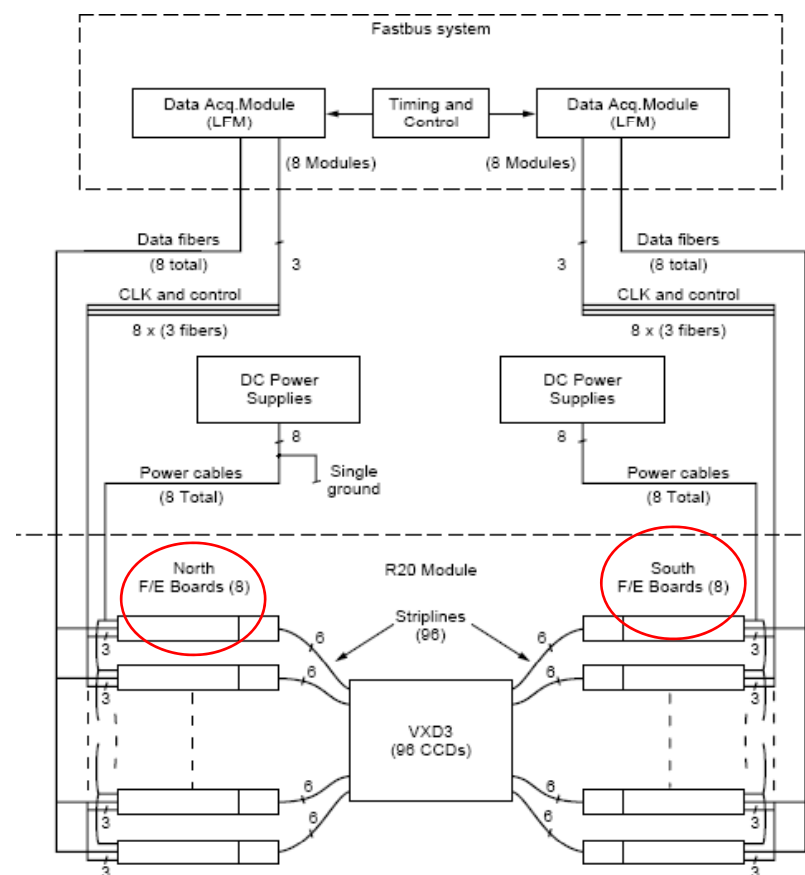 Fastbus system
Data Acq.Module
(LFM)
Timing and
Control
Data Acq.Module
(LFM)
(8 Modules)
(8 Modules)
Data fibers
(8 total)
3
3
Data fibers
(8 total)
CLK and control
8 x (3 fibers)
CLK and control
8 x (3 fibers)
DC Power
Supplies
DC Power
Supplies
8
8
Power cables
(8 Total)
Single
ground
Power cables
(8 Total)
North
F/E Boards (8)
R20 Module
South
F/E Boards (8)
Striplines
(96)
3
6
6
3
3
6
6
3
VXD3
(96 CCDs)
3
6
6
3
3
6
6
3